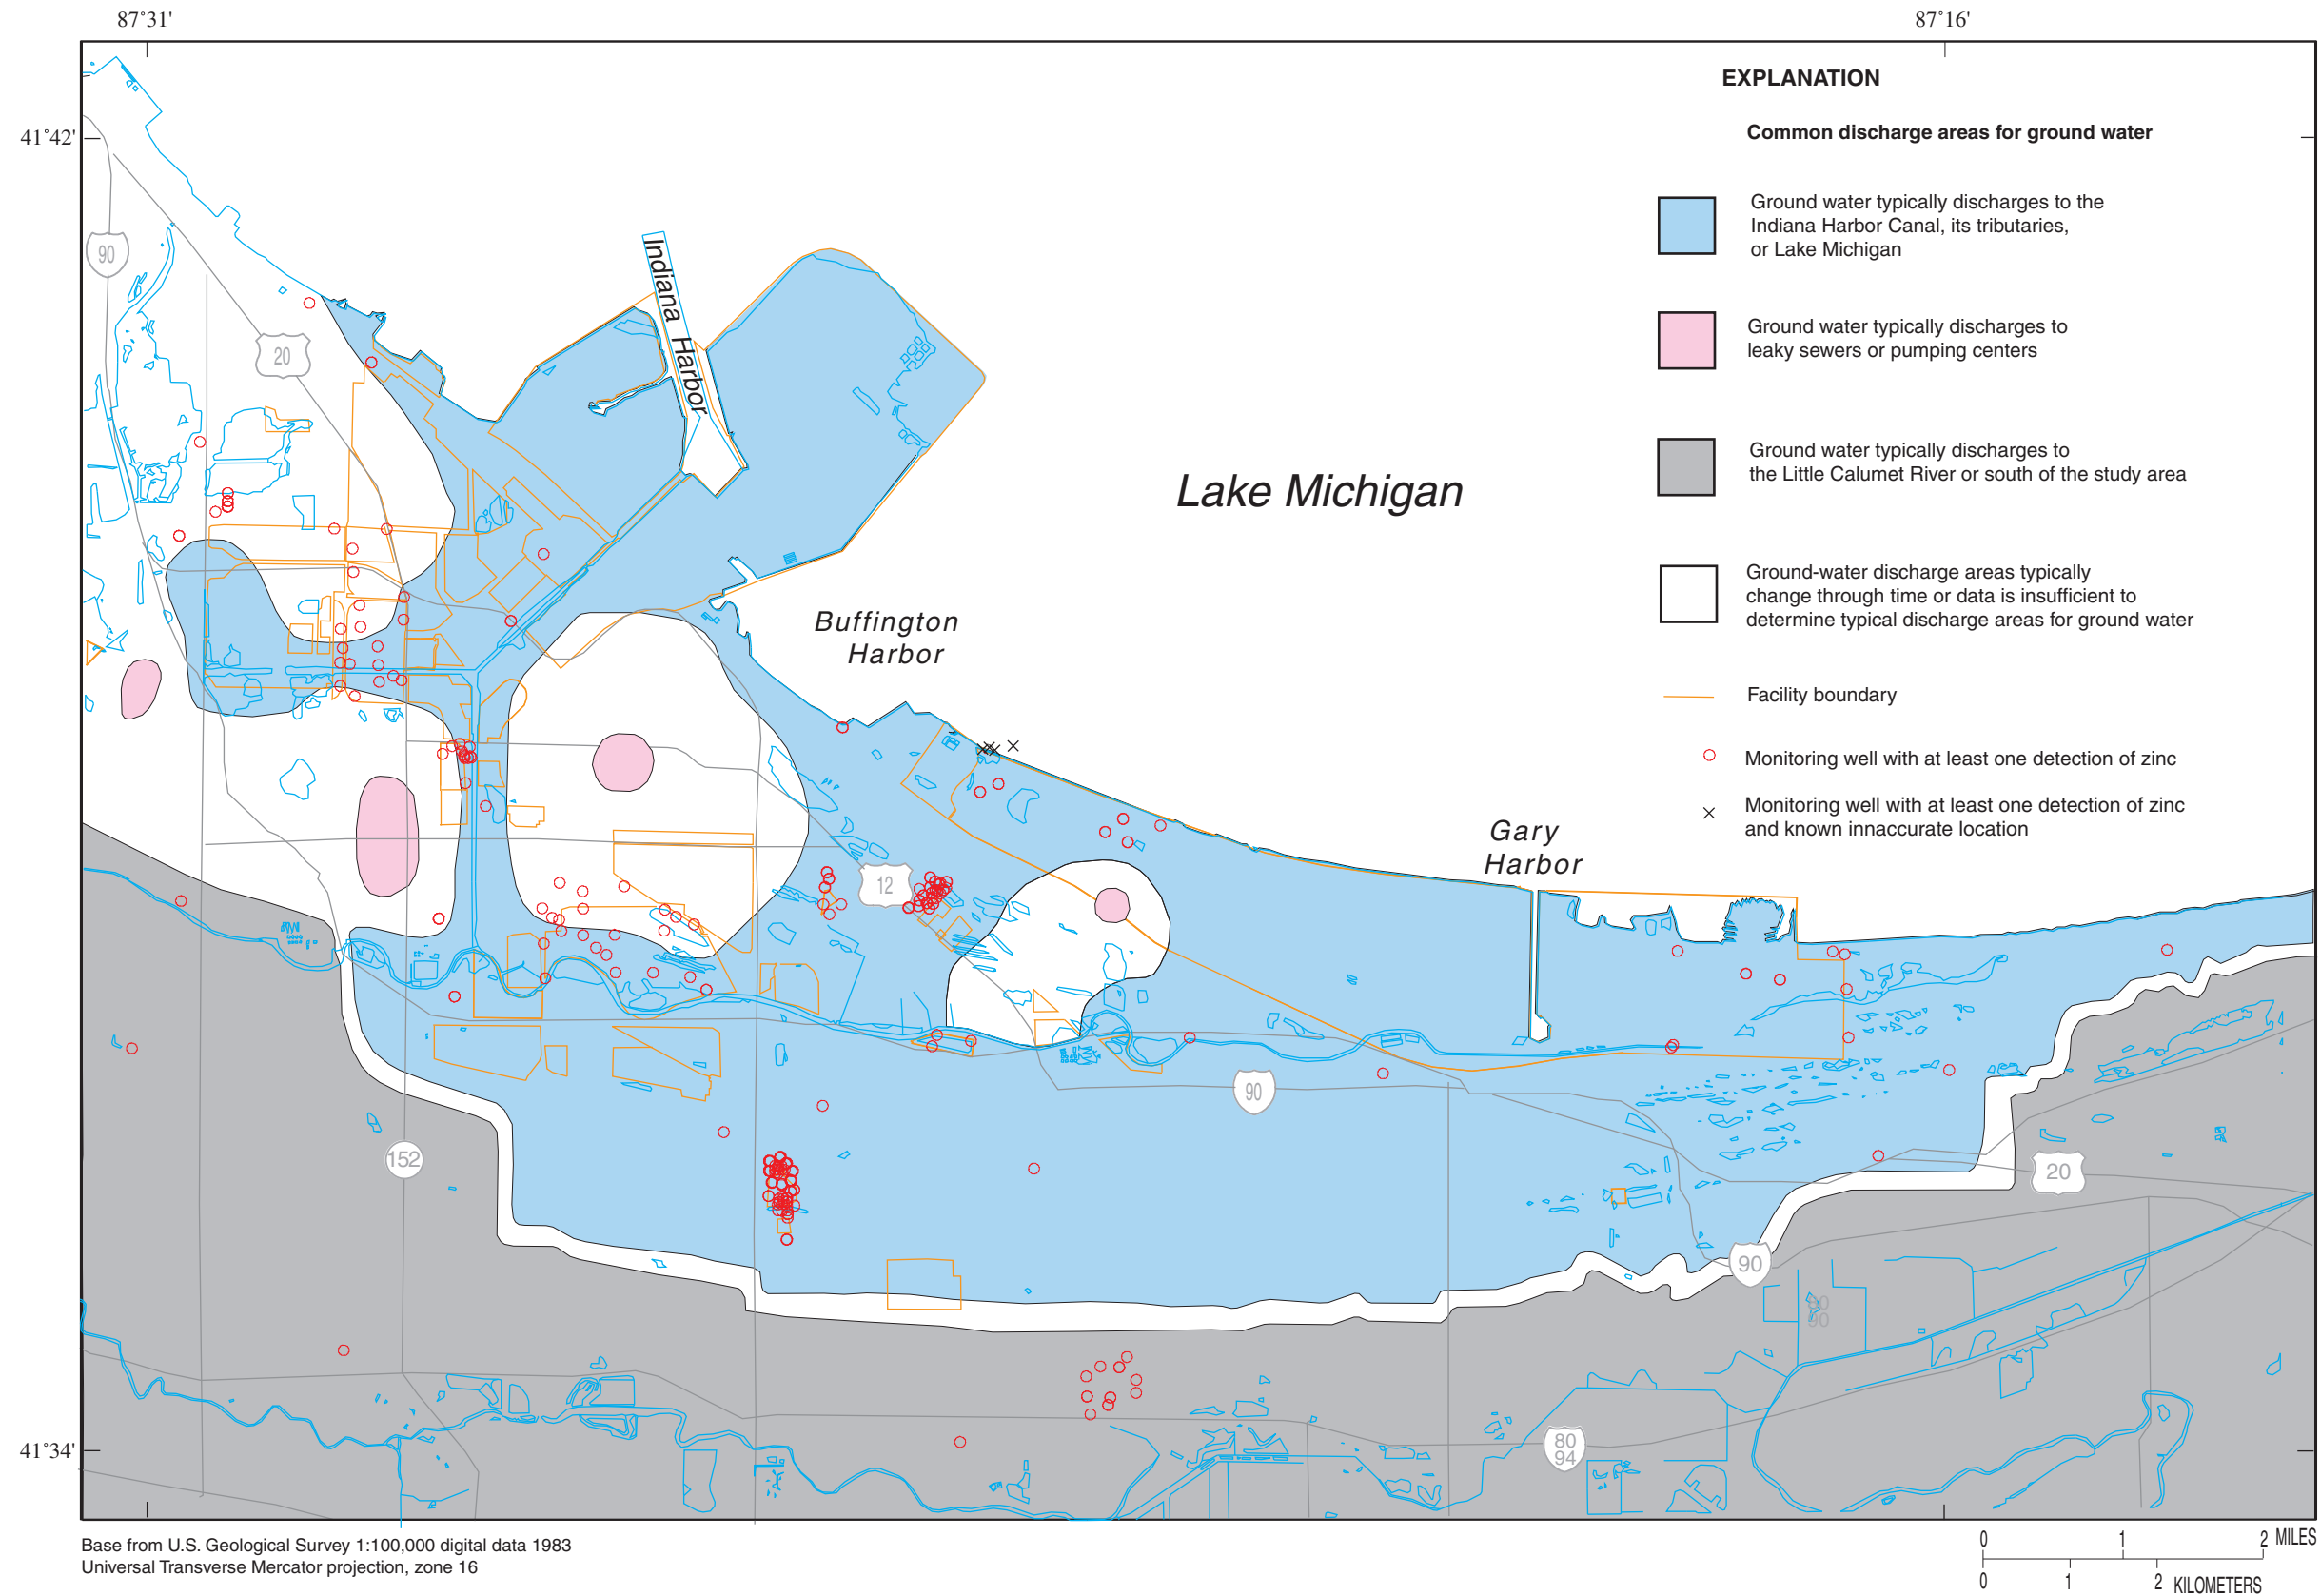 87°31'
87°16'
41°42'
41°34'
EXPLANATION
Common discharge areas for ground water
Ground water typically discharges to the
Indiana Harbor Canal, its tributaries,
or Lake Michigan
Ground water typically discharges to
leaky sewers or pumping centers
Ground water typically discharges to
the Little Calumet River or south of the study area
Ground-water discharge areas typically
change through time or data is insufficient to
determine typical discharge areas for ground water
Facility boundary
Monitoring well with at least one detection of zinc
Monitoring well with at least one detection of zinc
and known innaccurate location
90
20
Indiana Harbor
Lake Michigan
Buffington
Harbor
Gary
Harbor
12
90
152
20
90
90
90
80
94
Base from U.S. Geological Survey 1:100,000 digital data 1983
Universal Transverse Mercator projection, zone 16
0 1 2 MILES
0 1 2 KILOMETERS